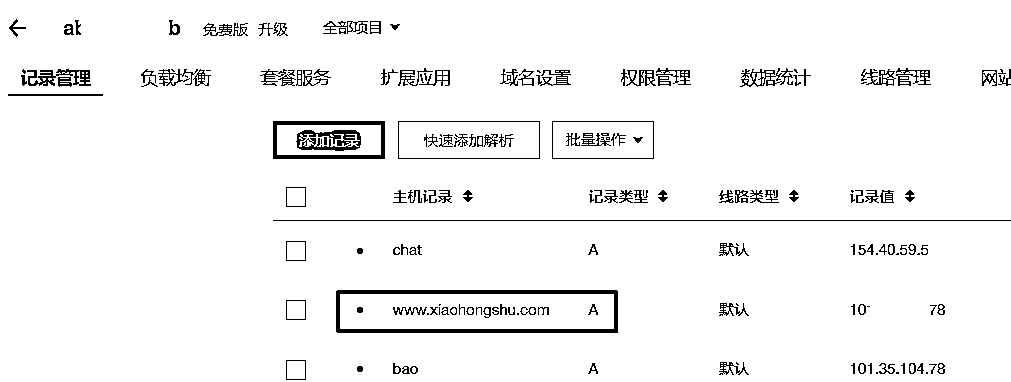 b 免费版 升级 全部项目
记录管理 负载均衡 套餐服务 扩展应用 域名设置 权限管理 数据统计 线路管理 网站
添加记录 快速添加解析 批量操作
主机记录 记录类型 线路类型 记录值
chat A 默认 154.40.59.5
www.xiaohongshu.com A 默认 10 78
bao A 默认 101.35.104.78